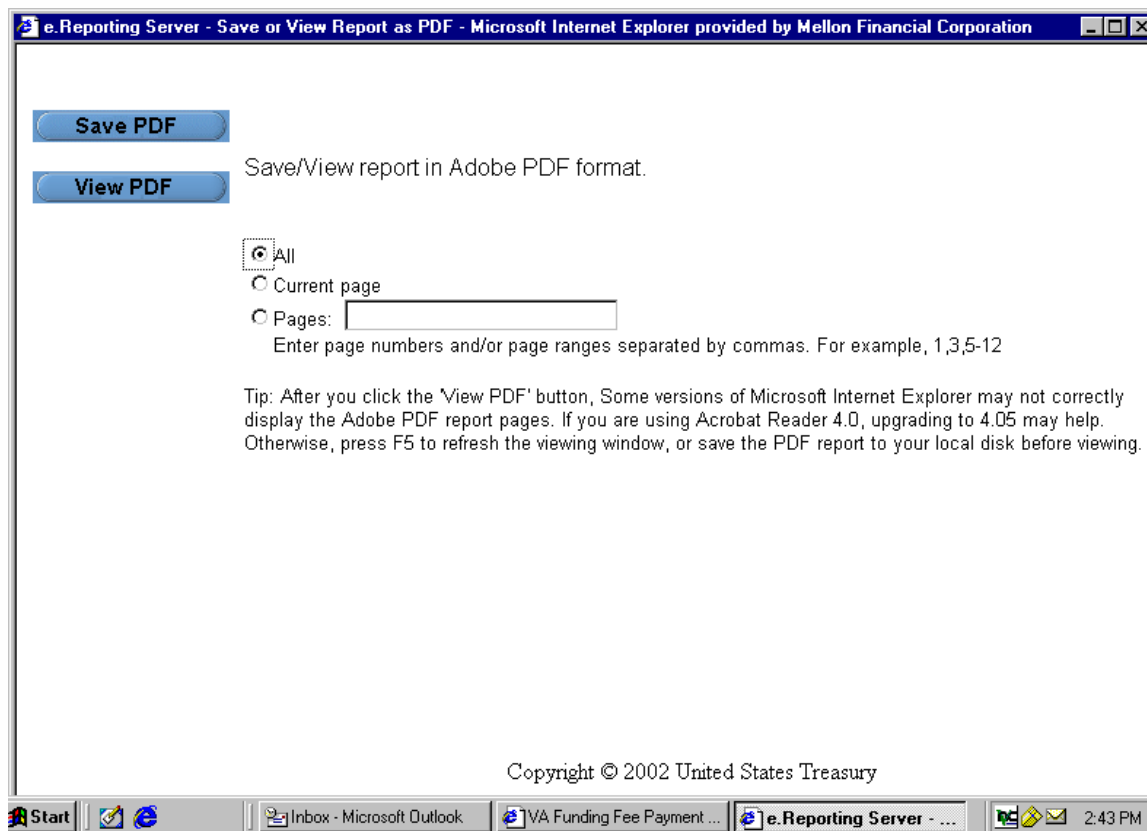 e.Reporting Server - Save or View Report as PDF - Microsoft Internet Explorer provided by Mellon Financial Corporation
Save PDF
View PDF
Save/View report in Adobe PDF format.
All
Current page
Pages:
Enter page numbers and/or page ranges separated by commas. For example, 1,3,5-12
Tip: After you click the 'View PDF' button, Some versions of Microsoft Internet Explorer may not correctly
display the Adobe PDF report pages. If you are using Acrobat Reader 4.0, upgrading to 4.05 may help.
Otherwise, press F5 to refresh the viewing window, or save the PDF report to your local disk before viewing.
Copyright © 2002 United States Treasury
Start Inbox - Microsoft Outlook VA Funding Fee Payment ... e.Reporting Server - ... 2:43 PM